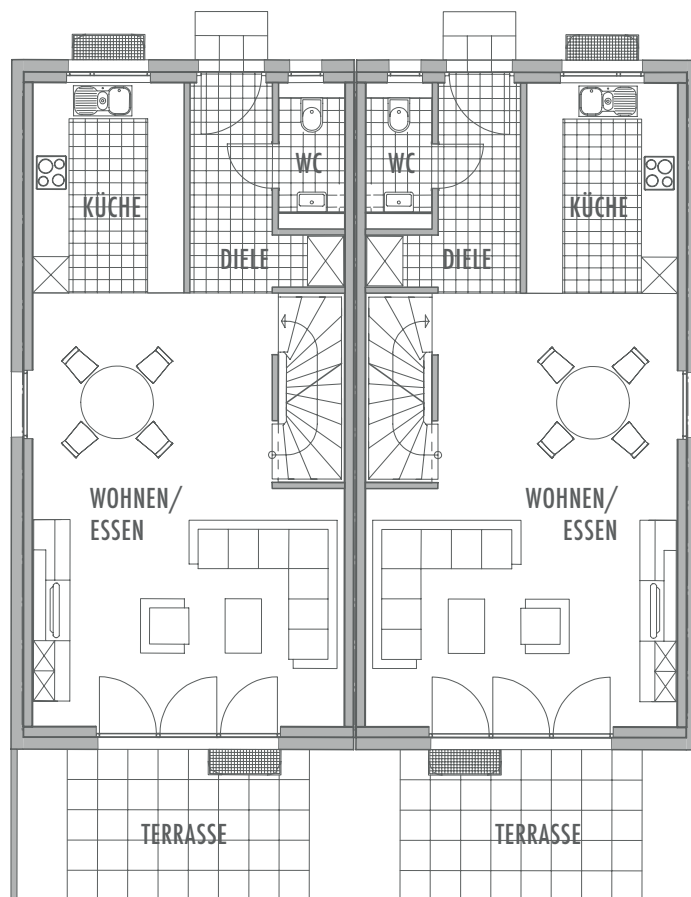 WC
WC
KÜCHE
KÜCHE
DIELE
DIELE
WOHNEN/
ESSEN
WOHNEN/
ESSEN
TERRASSE
TERRASSE